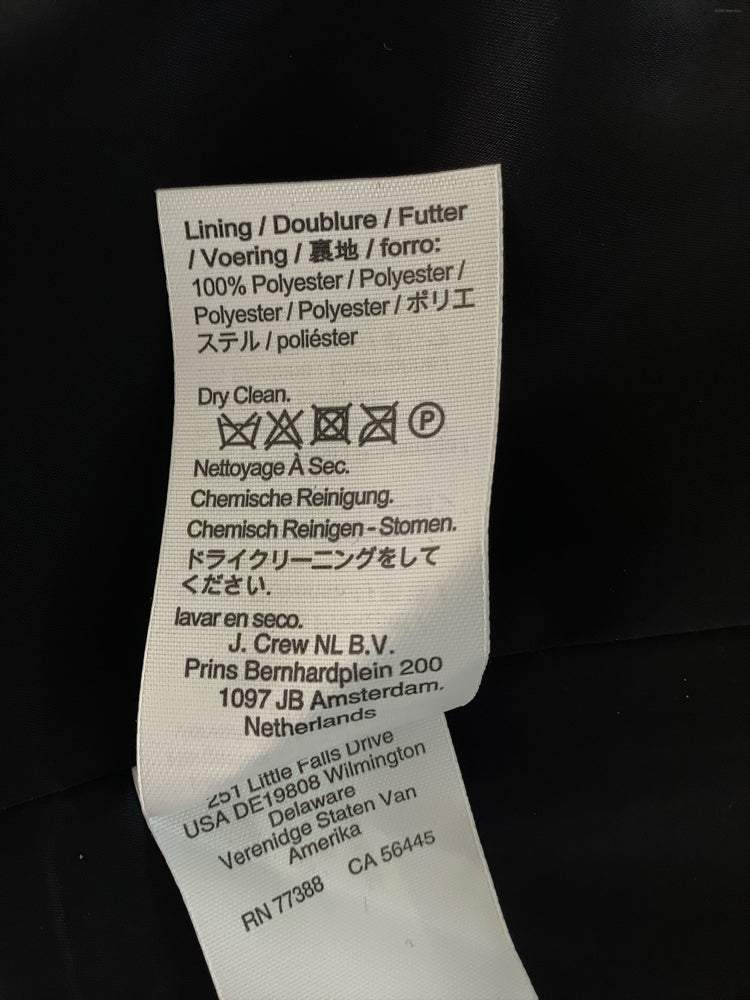 Lining / Doublure / Futter
/ Voering / 裏地 / forro:
100% Polyester / Polyester /
Polyester / Polyester / ポリエ
ステル / poliéster
Dry Clean.
P
Nettoyage À Sec.
Chemische Reinigung.
Chemisch Reinigen - Stomen.
ドライクリーニングをして
ください.
lavar en seco.
J. Crew NL B.V.
Prins Bernhardplein 200
1097 JB Amsterdam.
Netherlands
251 Little Falls Drive
USA DE19808 Wilmington
Delaware
Verenidge Staten Van
Amerika
RN 77388 CA 56445